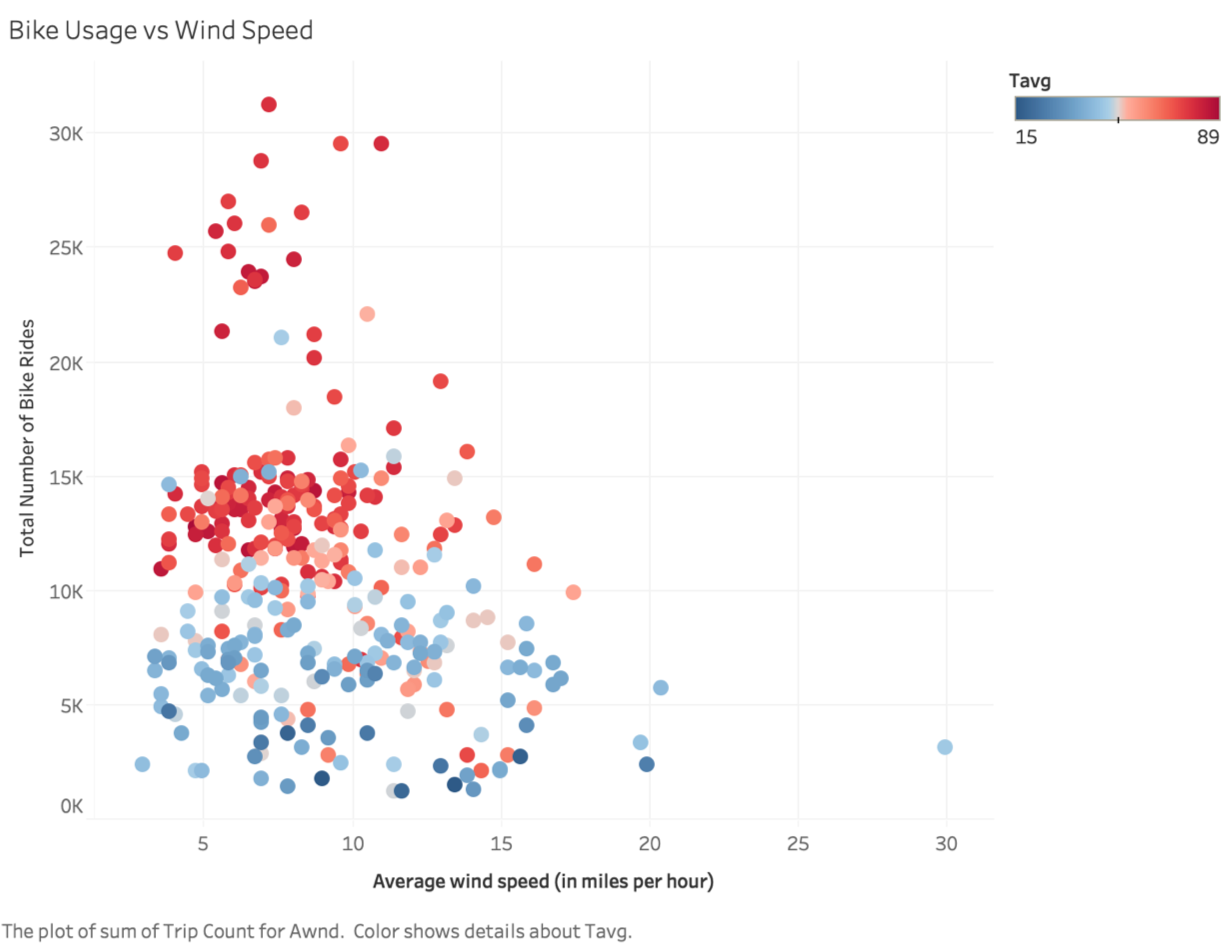 Bike Usage vs Wind Speed
Tavg
15 89
30K
25K
20K
15K
10K
5K
0K
Total Number of Bike Rides
5 10 15 20 25 30
Average wind speed (in miles per hour)
The plot of sum of Trip Count for Awnd.  Color shows details about Tavg.